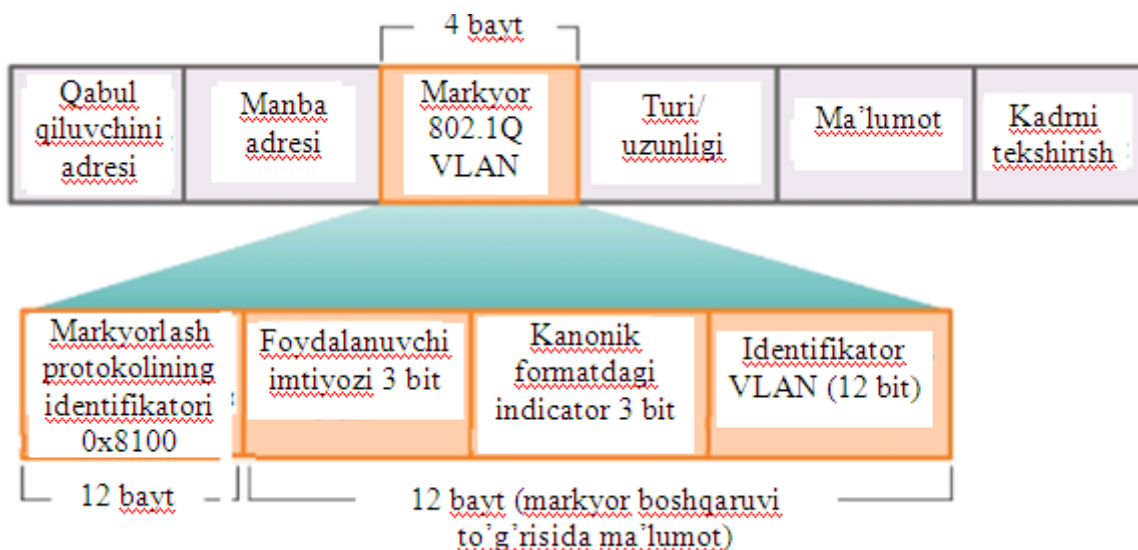 4 bayt
Qabul
qiluvchini
adresi
Manba
adresi
Markyor
802.1Q
VLAN
Turi/
uzunligi
Ma’lumot
Kadrni
tekshirish
Markyorlash
protokolining
identifikatori
0x8100
Foydalanuvchi
imtiyozi 3 bit
Kanonik
formatdagi
indicator 3 bit
Identifikator
VLAN (12 bit)
12 bayt
12 bayt (markyor boshqaruvi
to’g’risida ma’lumot)